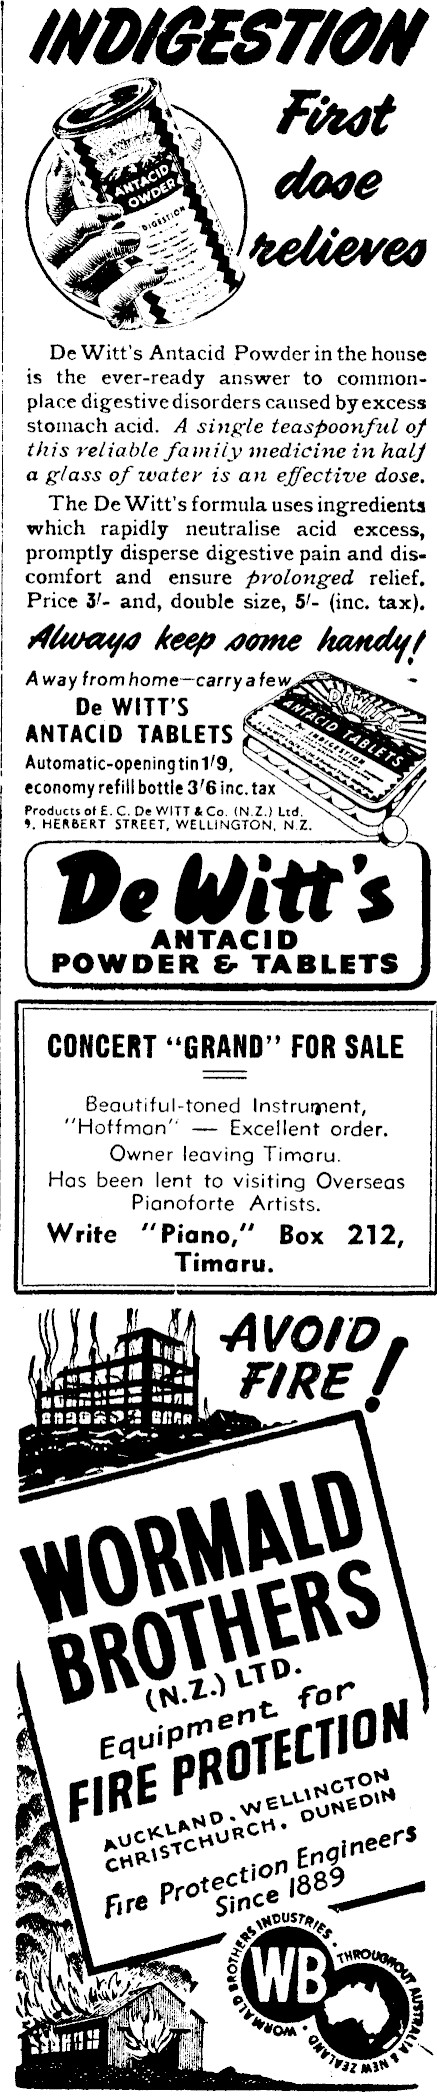 INDIGESTION
First
dose
relieves
ANTACID
OWDER
DIGESTION
De Witt's Antacid Powder in the house
is the ever-ready answer to common-
place digestive disorders caused by excess
stomach acid. A single teaspoonful of
this reliable family medicine in half
a glass of water is an effective dose.
The De Witt's formula uses ingredients
which rapidly neutralise acid excess,
promptly disperse digestive pain and dis-
comfort and ensure prolonged relief.
Price 3/- and, double size, 5/- (inc. tax).
Always keep some handy!
Away from home—carry a few
De WITT'S
ANTACID TABLETS
Automatic-opening tin 1/9,
economy refill bottle 3/6 inc. tax
Products of E. C. De WITT & Co. (N.Z.) Ltd.
9, HERBERT STREET, WELLINGTON, N.Z.
DEWITT'S
ANTACID TABLETS
INDIGESTION
De Witt's
ANTACID
POWDER & TABLETS
CONCERT "GRAND" FOR SALE
Beautiful-toned Instrument,
"Hoffman" — Excellent order.
Owner leaving Timaru.
Has been lent to visiting Overseas
Pianoforte Artists.
Write "Piano," Box 212,
Timaru.
AVOID
FIRE!
WORMALD
BROTHERS
(N.Z.) LTD.
Equipment for
FIRE PROTECTION
AUCKLAND. WELLINGTON
CHRISTCHURCH. DUNEDIN
Fire Protection Engineers
Since 1889
WORMALD BROTHERS INDUSTRIES •
WB
THROUGHOUT AUSTRALIA & NEW ZEALAND •